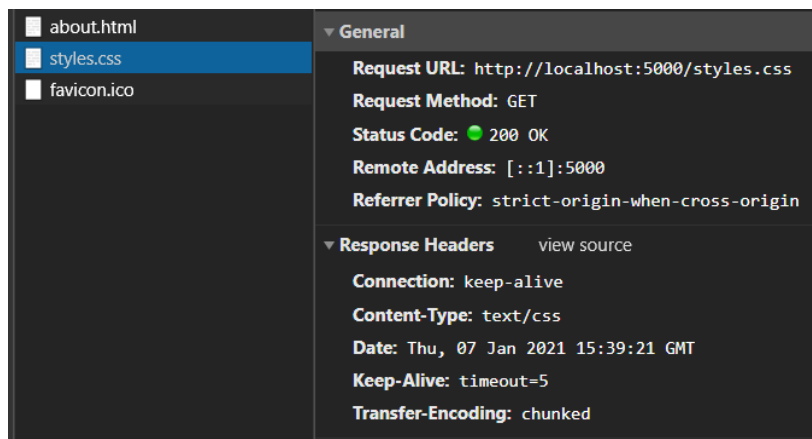 about.html
styles.css
favicon.ico
General
Request URL: http://localhost:5000/styles.css
Request Method: GET
Status Code: 200 OK
Remote Address: [::1]:5000
Referrer Policy: strict-origin-when-cross-origin
Response Headers view source
Connection: keep-alive
Content-Type: text/css
Date: Thu, 07 Jan 2021 15:39:21 GMT
Keep-Alive: timeout=5
Transfer-Encoding: chunked